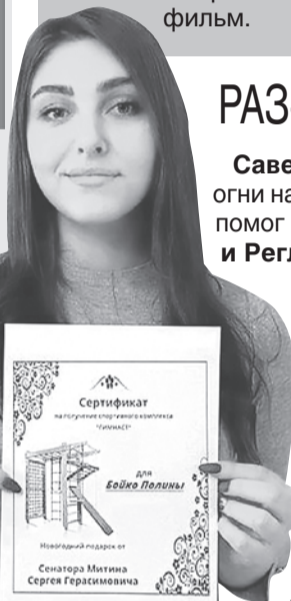 фильм.
РАЗ
Саве
огни на
помог
и Регл
Сертификат
на получение спортивного комплекса
"ГИМНАСТ"
для
Бойко Полины
Новогодний подарок от
Сенатора Митина
Сергея Герасимовича